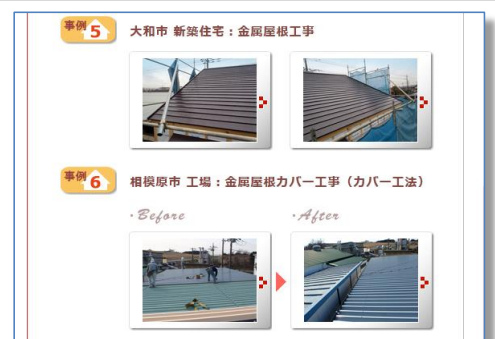 事例5
大和市 新築住宅：金属屋根工事
事例6
相模原市 工場：金属屋根カバー工事（カバー工法）
・Before
・After